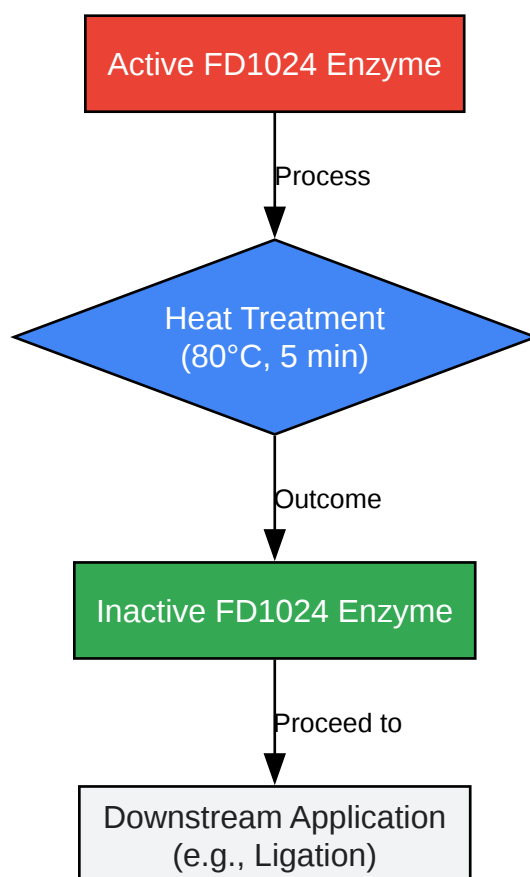 Active FD1024 Enzyme
Process
Heat Treatment
(80°C, 5 min)
Outcome
Inactive FD1024 Enzyme
Proceed to
Downstream Application
(e.g., Ligation)